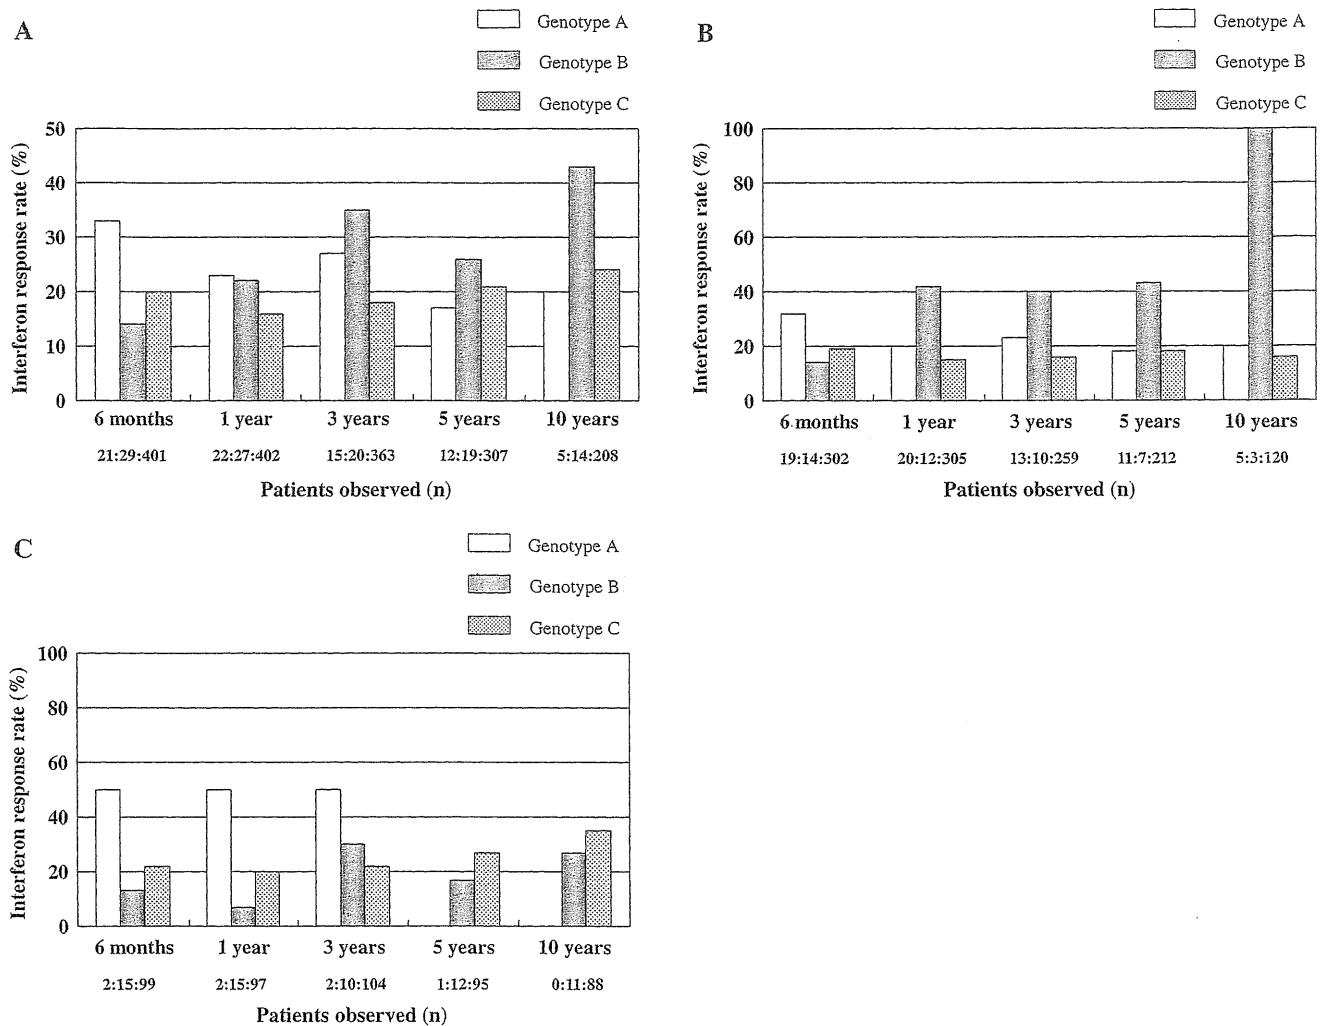 A
Genotype A
Genotype B
Genotype C
Interferon response rate (%)
50
40
30
20
10
0
6 months 1 year 3 years 5 years 10 years
21:29:401 22:27:402 15:20:363 12:19:307 5:14:208
Patients observed (n)
B
Genotype A
Genotype B
Genotype C
Interferon response rate (%)
100
80
60
40
20
0
6 months 1 year 3 years 5 years 10 years
19:14:302 20:12:305 13:10:259 11:7:212 5:3:120
Patients observed (n)
C
Genotype A
Genotype B
Genotype C
Interferon response rate (%)
100
80
60
40
20
0
6 months 1 year 3 years 5 years 10 years
2:15:99 2:15:97 2:10:104 1:12:95 0:11:88
Patients observed (n)